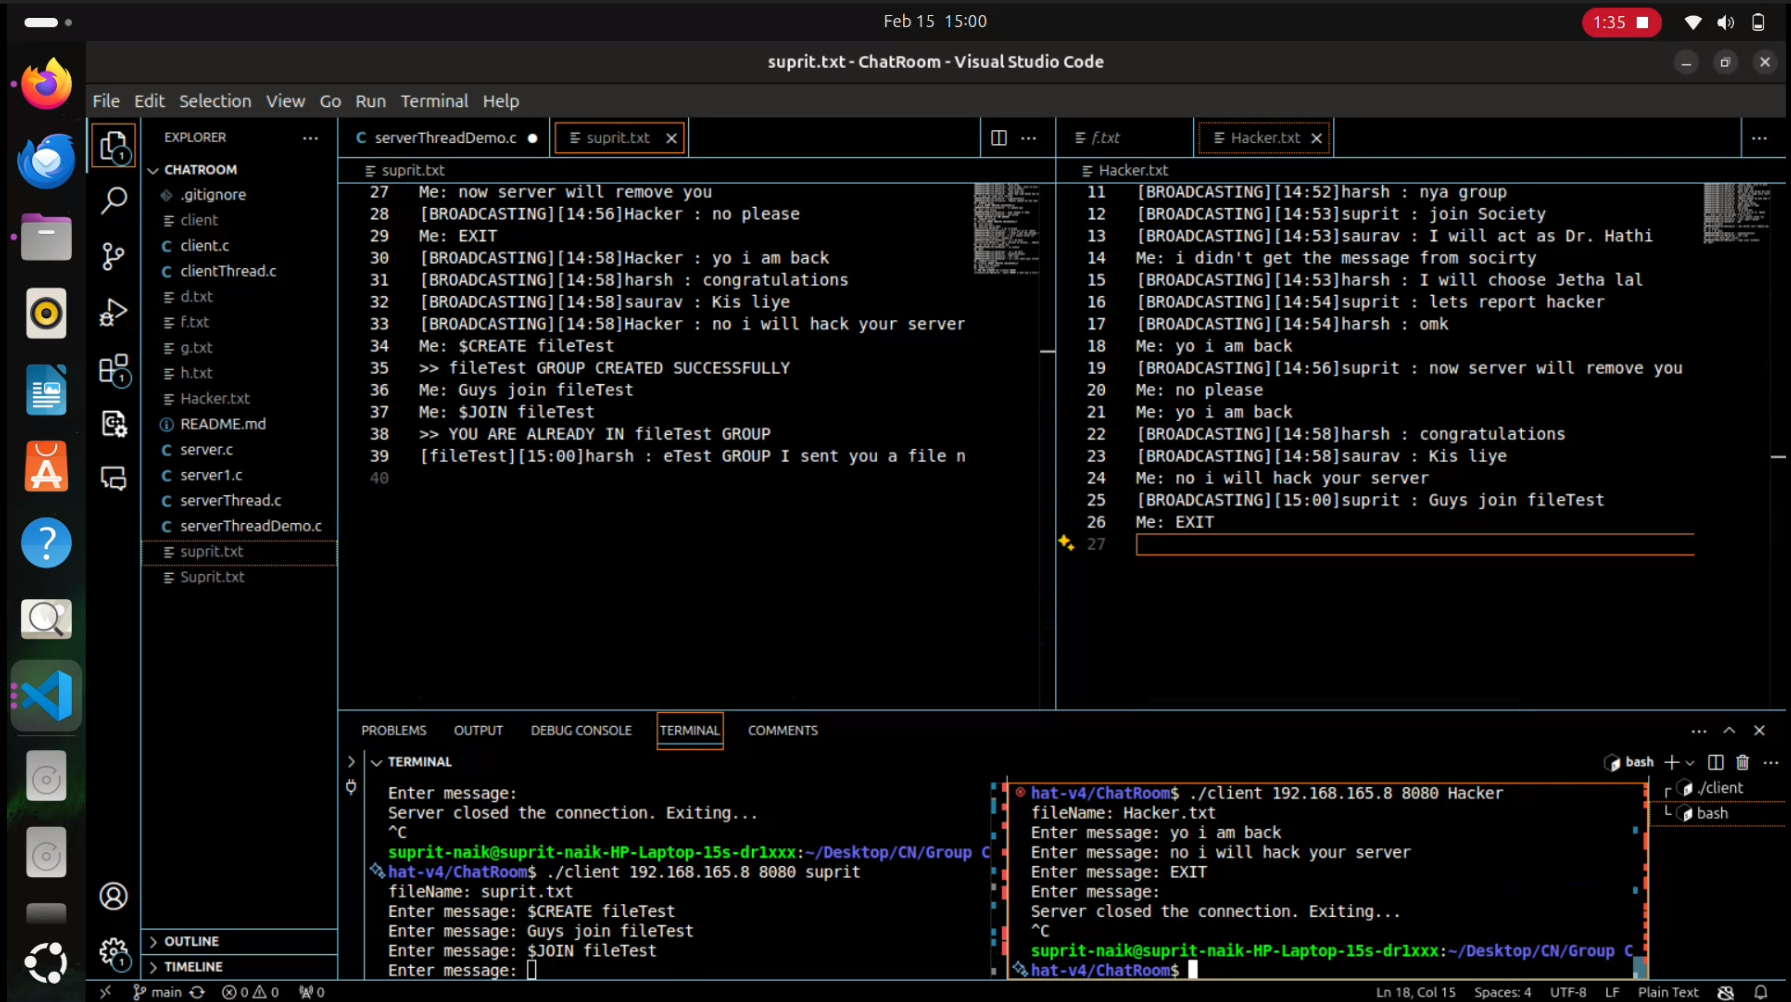 Feb 15 15:00
1:35
suprit.txt - ChatRoom - Visual Studio Code
File Edit Selection View Go Run Terminal Help
EXPLORER
CHATROOM
.gitignore
client
C client.c
C clientThread.c
d.txt
f.txt
g.txt
h.txt
Hacker.txt
README.md
C server.c
C server1.c
C serverThread.c
C serverThreadDemo.c
suprit.txt
Suprit.txt
OUTLINE
TIMELINE
1
1
1
C serverThreadDemo.c
suprit.txt
suprit.txt
27 Me: now server will remove you
28 [BROADCASTING][14:56]Hacker : no please
29 Me: EXIT
30 [BROADCASTING][14:58]Hacker : yo i am back
31 [BROADCASTING][14:58]harsh : congratulations
32 [BROADCASTING][14:58]saurav : Kis liye
33 [BROADCASTING][14:58]Hacker : no i will hack your server
34 Me: $CREATE fileTest
35 >> fileTest GROUP CREATED SUCCESSFULLY
36 Me: Guys join fileTest
37 Me: $JOIN fileTest
38 >> YOU ARE ALREADY IN fileTest GROUP
39 [fileTest][15:00]harsh : eTest GROUP I sent you a file n
40
f.txt
Hacker.txt
Hacker.txt
11 [BROADCASTING][14:52]harsh : nya group
12 [BROADCASTING][14:53]suprit : join Society
13 [BROADCASTING][14:53]saurav : I will act as Dr. Hathi
14 Me: i didn't get the message from socirty
15 [BROADCASTING][14:53]harsh : I will choose Jetha lal
16 [BROADCASTING][14:54]suprit : lets report hacker
17 [BROADCASTING][14:54]harsh : omk
18 Me: yo i am back
19 [BROADCASTING][14:56]suprit : now server will remove you
20 Me: no please
21 Me: yo i am back
22 [BROADCASTING][14:58]harsh : congratulations
23 [BROADCASTING][14:58]saurav : Kis liye
24 Me: no i will hack your server
25 [BROADCASTING][15:00]suprit : Guys join fileTest
26 Me: EXIT
27
PROBLEMS OUTPUT DEBUG CONSOLE TERMINAL COMMENTS
TERMINAL
bash
Enter message:
Server closed the connection. Exiting...
^C
suprit-naik@suprit-naik-HP-Laptop-15s-dr1xxx:~/Desktop/CN/Group C
hat-v4/ChatRoom$ ./client 192.168.165.8 8080 suprit
fileName: suprit.txt
Enter message: $CREATE fileTest
Enter message: Guys join fileTest
Enter message: $JOIN fileTest
Enter message:
hat-v4/ChatRoom$ ./client 192.168.165.8 8080 Hacker
fileName: Hacker.txt
Enter message: yo i am back
Enter message: no i will hack your server
Enter message: EXIT
Enter message:
Server closed the connection. Exiting...
^C
suprit-naik@suprit-naik-HP-Laptop-15s-dr1xxx:~/Desktop/CN/Group C
hat-v4/ChatRoom$
./client
bash
main 0 0 0
Ln 18, Col 15 Spaces: 4 UTF-8 LF Plain Text